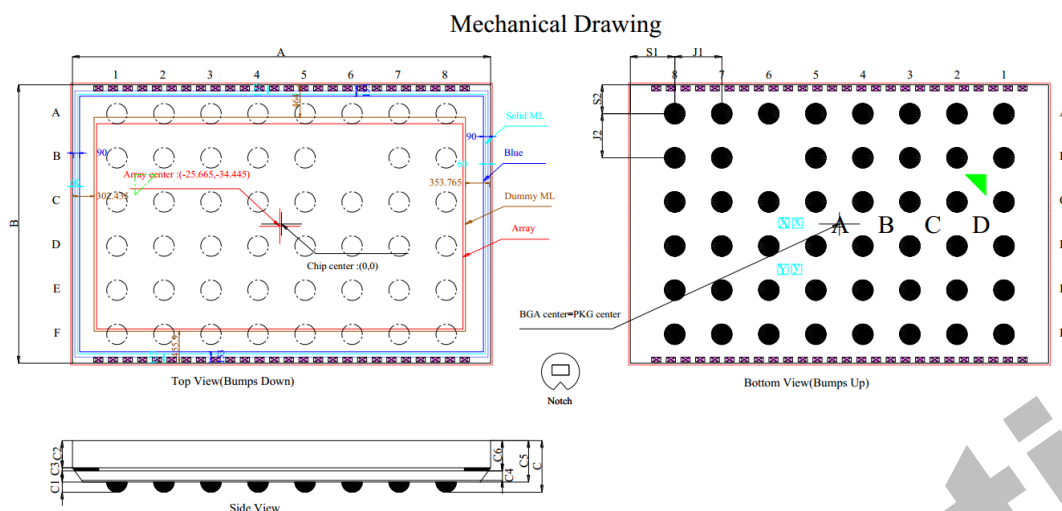 Mechanical Drawing
A
S1 J1
1 2 3 4 5 6 7 8
8 7 6 5 4 3 2 1
A
B
C
D
E
F
B
S2
J2
464
90
90
Solid ML
Blue
353.765
302.435
Array center :(-25.665,-34.445)
Dummy ML
Array
Chip center :(0,0)
A B C D
X X
Y Y
BGA center=PKG center
Top View(Bumps Down)
Notch
Bottom View(Bumps Up)
C2
C3
C1
C6
C4
C5
C
Side View